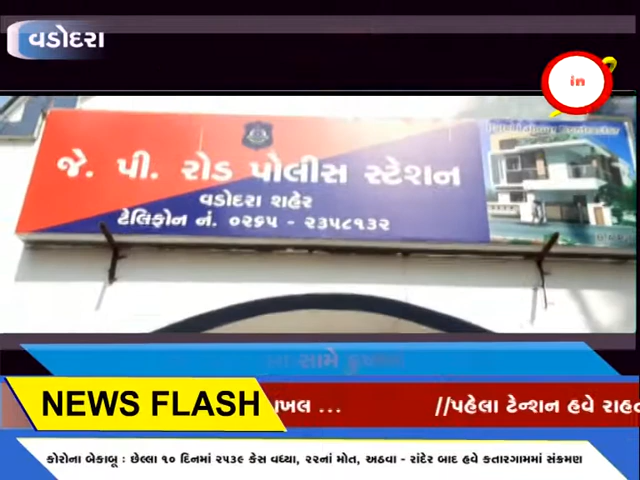 વડોદરા
in
જે. પી. રોડ પોલીસ સ્ટેશન
વડોદરા શહેર
ટેલિફોન નં. ૦૨૬૫ - ૨૩૫૮૧૩૨
સામે
NEWS FLASH
ાખલ ... //પહેલા ટેન્શન હવે રાહત
કોરોના બેકાબૂ : છેલ્લા ૧૦ દિનમાં ૨૫૩૯ કેસ વધ્યા, ૨૨નાં મોત, અઠવા - રાંદેર બાદ હવે કતારગામમાં સંક્રમણ